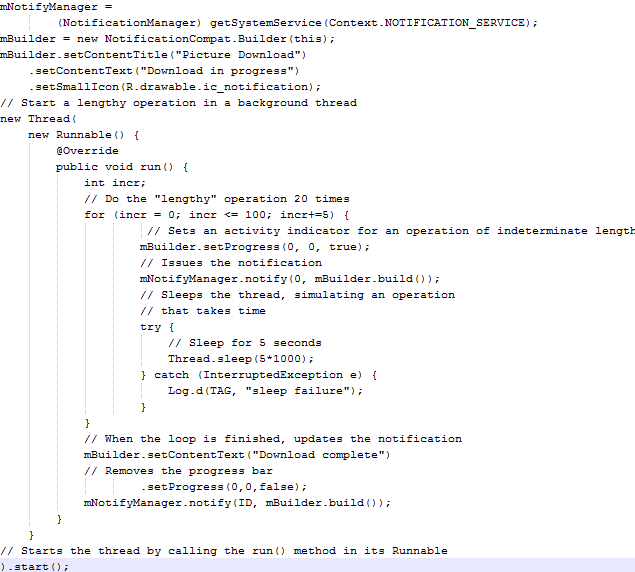 mNotifyManager =
        (NotificationManager) getSystemService(Context.NOTIFICATION_SERVICE);
mBuilder = new NotificationCompat.Builder(this);
mBuilder.setContentTitle("Picture Download")
    .setContentText("Download in progress")
    .setSmallIcon(R.drawable.ic_notification);
// Start a lengthy operation in a background thread
new Thread(
    new Runnable() {
        @Override
        public void run() {
            int incr;
            // Do the "lengthy" operation 20 times
            for (incr = 0; incr <= 100; incr+=5) {
                     // Sets an activity indicator for an operation of indeterminate length
                    mBuilder.setProgress(0, 0, true);
                    // Issues the notification
                    mNotifyManager.notify(0, mBuilder.build());
                    // Sleeps the thread, simulating an operation
                    // that takes time
                    try {
                        // Sleep for 5 seconds
                        Thread.sleep(5*1000);
                    } catch (InterruptedException e) {
                        Log.d(TAG, "sleep failure");
                    }
            }
            // When the loop is finished, updates the notification
            mBuilder.setContentText("Download complete")
            // Removes the progress bar
                    .setProgress(0,0,false);
            mNotifyManager.notify(ID, mBuilder.build());
        }
    }
// Starts the thread by calling the run() method in its Runnable
).start();